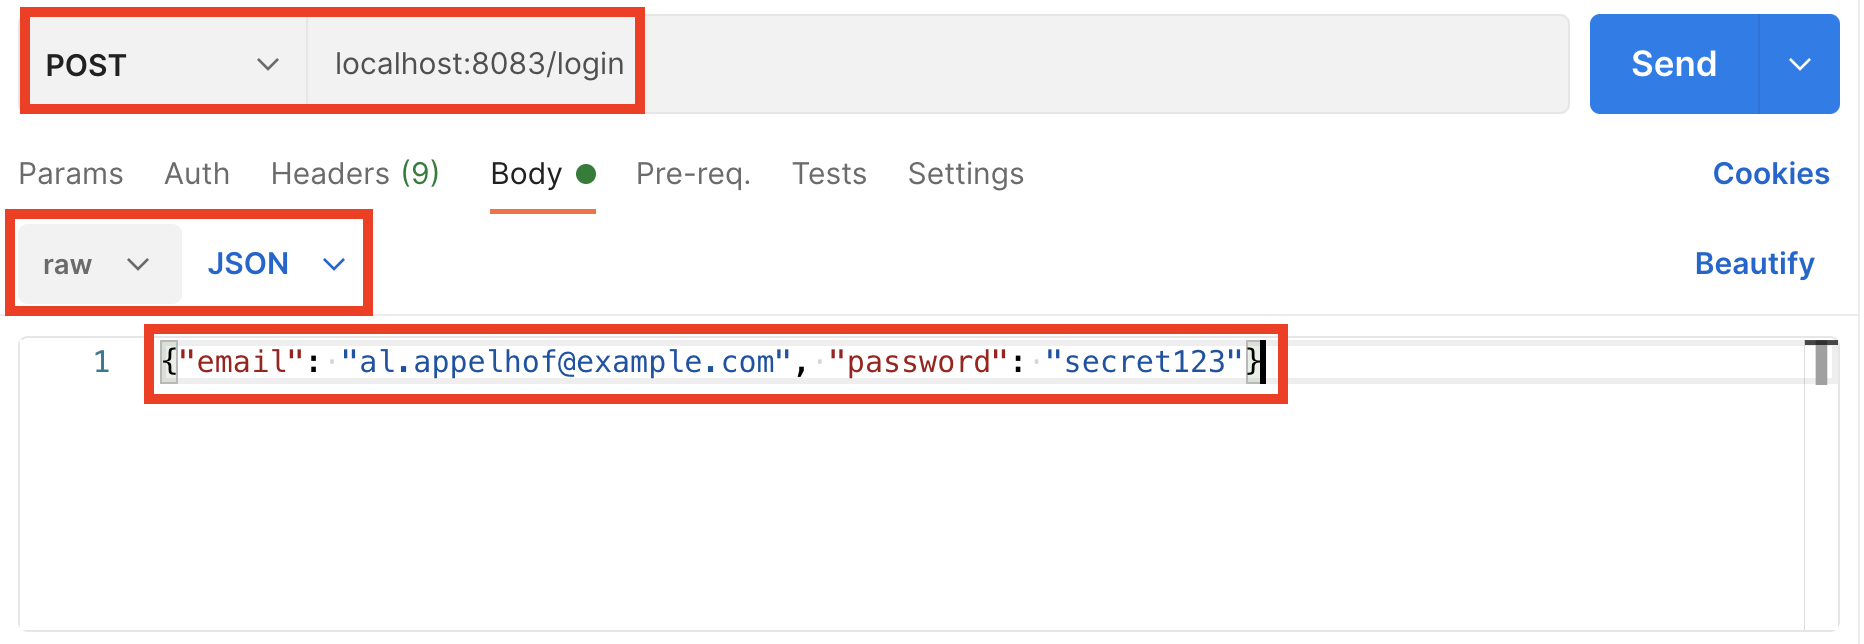 POST localhost:8083/login Send
Params Auth Headers (9) Body Pre-req. Tests Settings Cookies
raw JSON Beautify
1 {"email": "al.appelhof@example.com", "password": "secret123"}